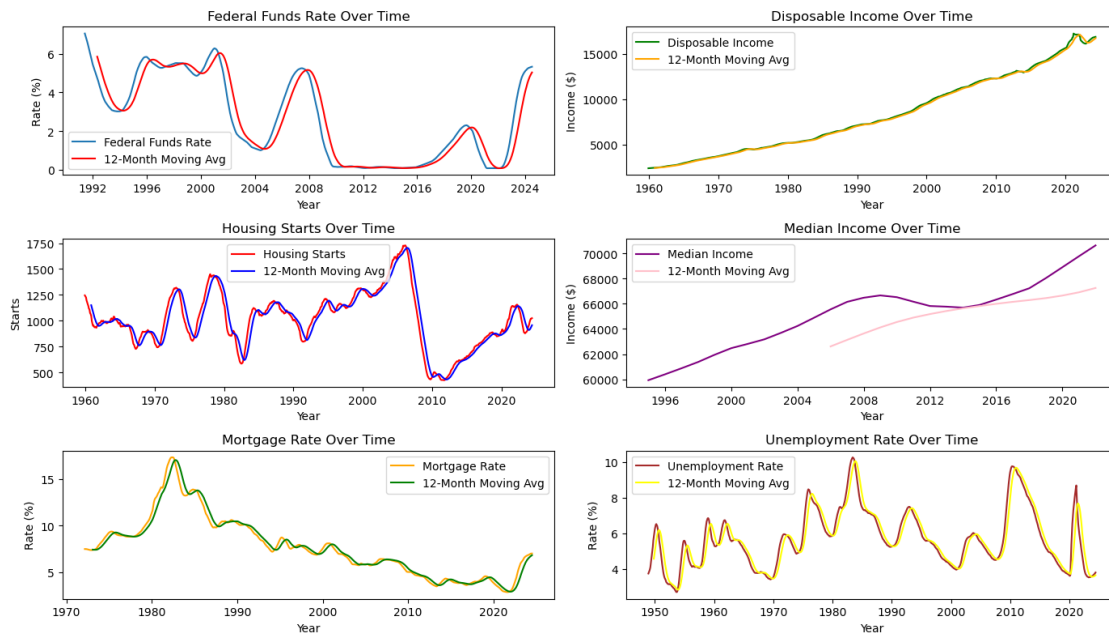 Federal Funds Rate Over Time
Rate (%)
6
4
2
0
Federal Funds Rate
12-Month Moving Avg
1992 1996 2000 2004 2008 2012 2016 2020 2024
Year
Disposable Income Over Time
Income ($)
15000
10000
5000
Disposable Income
12-Month Moving Avg
1960 1970 1980 1990 2000 2010 2020
Year
Housing Starts Over Time
Starts
1750
1500
1250
1000
750
500
Housing Starts
12-Month Moving Avg
1960 1970 1980 1990 2000 2010 2020
Year
Median Income Over Time
Income ($)
70000
68000
66000
64000
62000
60000
Median Income
12-Month Moving Avg
1996 2000 2004 2008 2012 2016 2020
Year
Mortgage Rate Over Time
Rate (%)
15
10
5
Mortgage Rate
12-Month Moving Avg
1970 1980 1990 2000 2010 2020
Year
Unemployment Rate Over Time
Rate (%)
10
8
6
4
Unemployment Rate
12-Month Moving Avg
1950 1960 1970 1980 1990 2000 2010 2020
Year